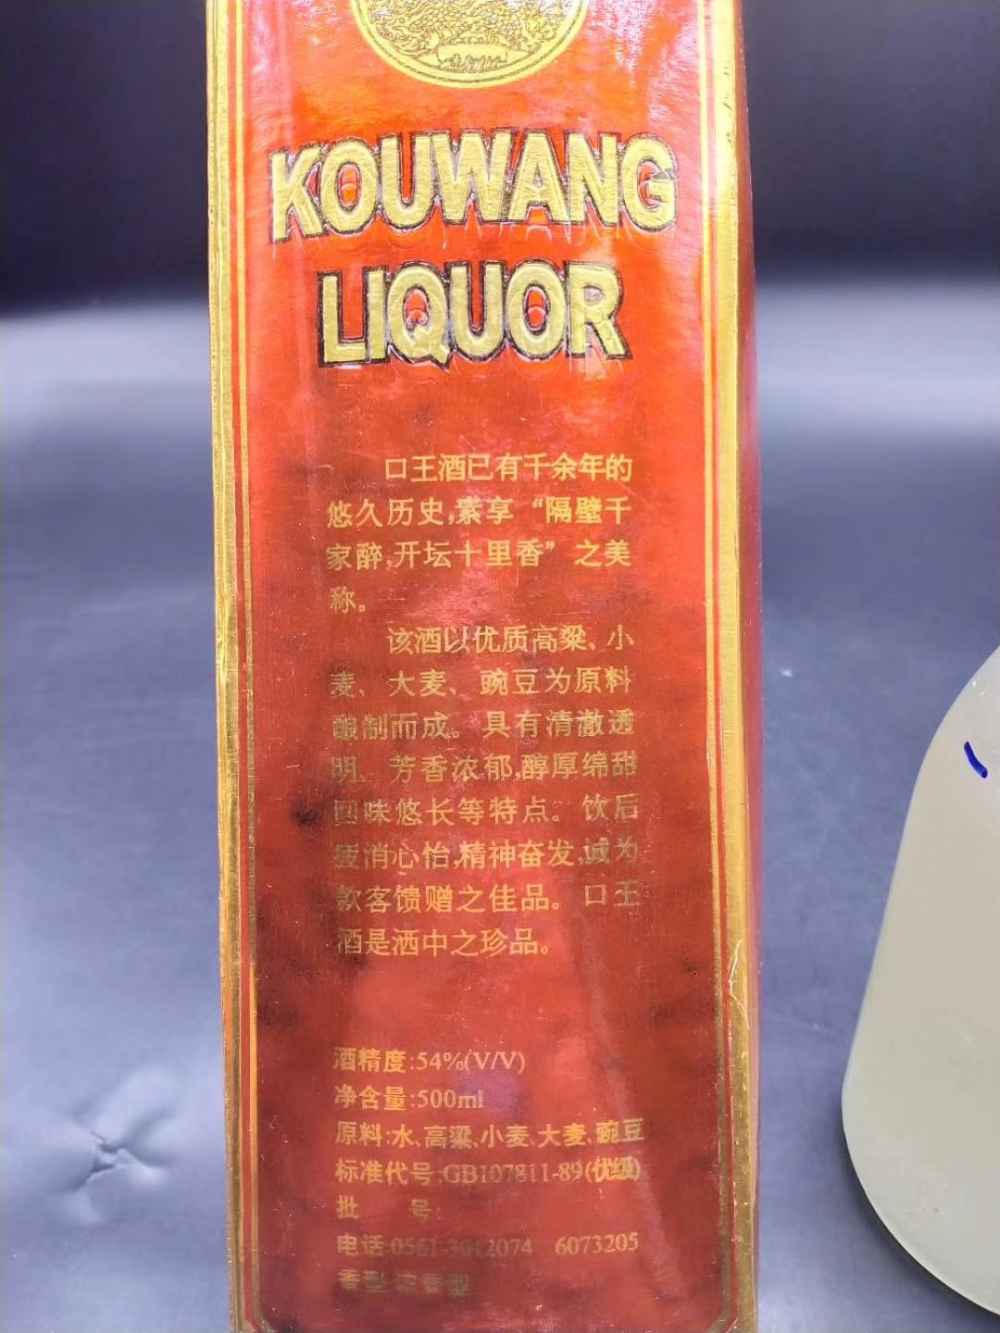 KOUWANG
LIQUOR
口王酒已有千余年的
悠久历史,素享“隔壁千
家醉,开坛十里香”之美
称。
该酒以优质高粱、小
麦、大麦、豌豆为原料
酿制而成。具有清澈透
明、芳香浓郁,醇厚绵甜
回味悠长等特点。饮后
疲消心怡,精神奋发,诚为
款客馈赠之佳品。口王
酒是酒中之珍品。
酒精度:54%(V/V)
净含量:500ml
原料:水、高粱、小麦、大麦、豌豆
标准代号:GB107811-89(优级)
批 号:
电话:0561-3012074 6073205
香型:浓香型